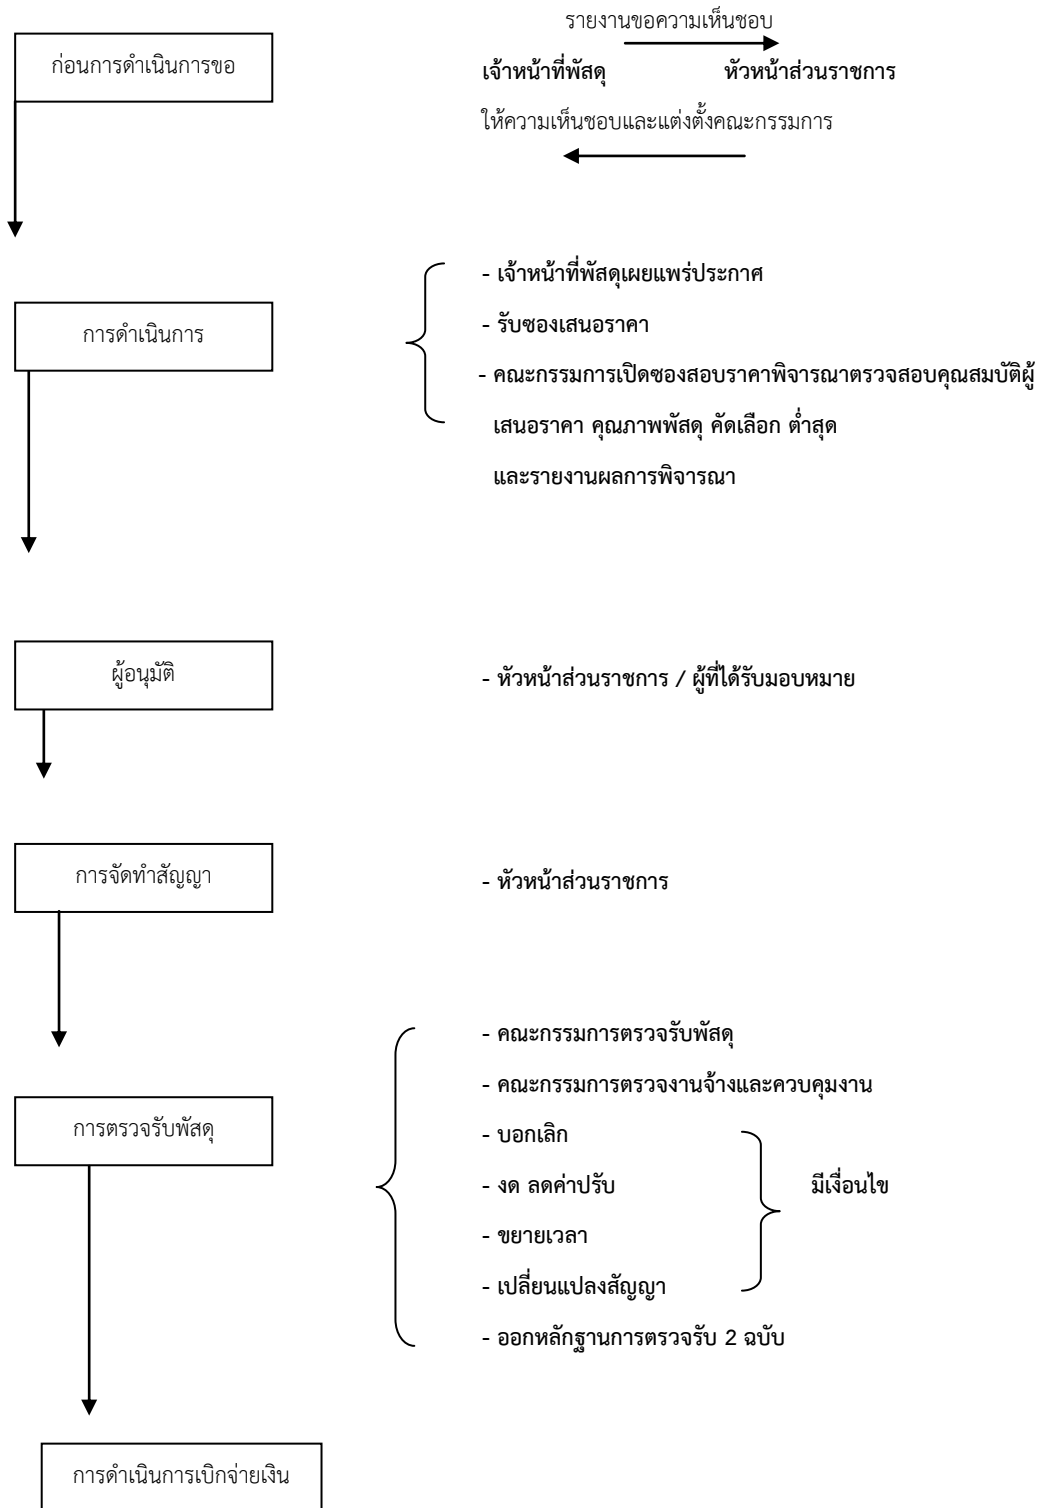 รายงานขอความเห็นชอบ
ก่อนการดำเนินการขอ
เจ้าหน้าที่พัสดุ หัวหน้าส่วนราชการ
ให้ความเห็นชอบและแต่งตั้งคณะกรรมการ
- เจ้าหน้าที่พัสดุเผยแพร่ประกาศ
การดำเนินการ
- รับซองเสนอราคา
- คณะกรรมการเปิดซองสอบราคาพิจารณาตรวจสอบคุณสมบัติผู้
เสนอราคา คุณภาพพัสดุ คัดเลือก ต่ำสุด
และรายงานผลการพิจารณา
ผู้อนุมัติ
- หัวหน้าส่วนราชการ / ผู้ที่ได้รับมอบหมาย
การจัดทำสัญญา
- หัวหน้าส่วนราชการ
- คณะกรรมการตรวจรับพัสดุ
- คณะกรรมการตรวจงานจ้างและควบคุมงาน
การตรวจรับพัสดุ
- บอกเลิก
- งด ลดค่าปรับ
มีเงื่อนไข
- ขยายเวลา
- เปลี่ยนแปลงสัญญา
- ออกหลักฐานการตรวจรับ 2 ฉบับ
การดำเนินการเบิกจ่ายเงิน